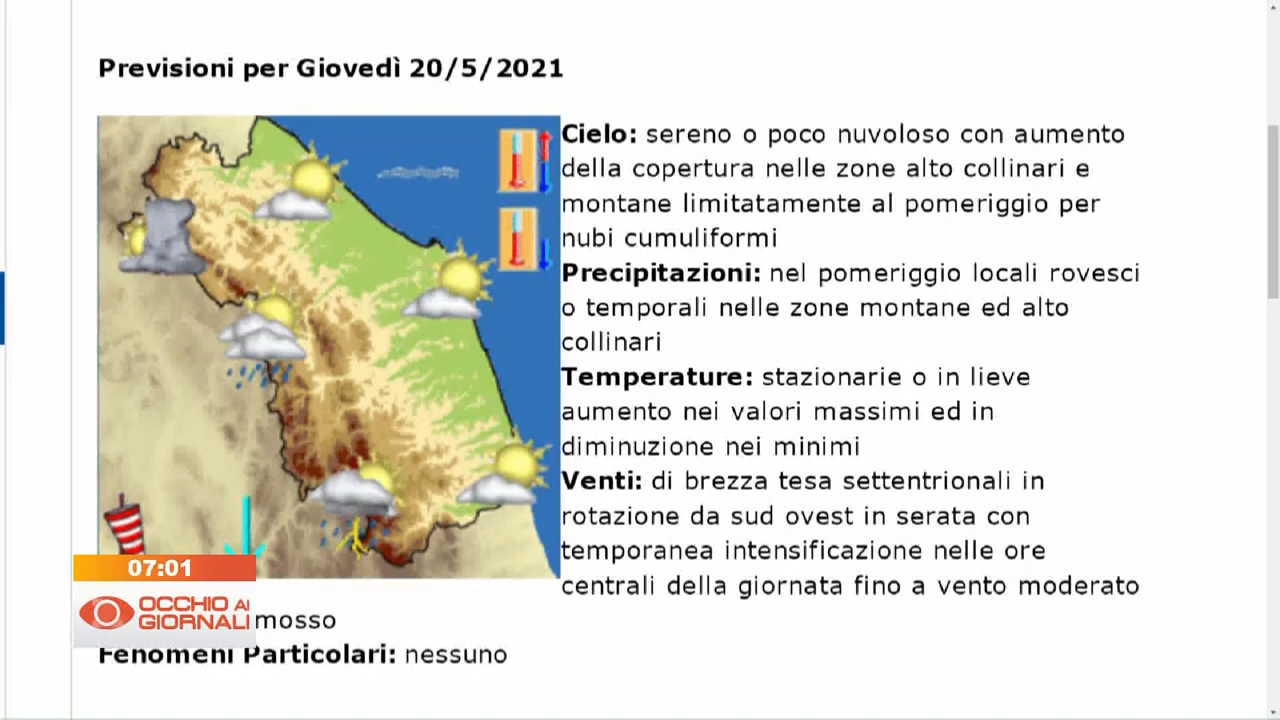 Previsioni per Giovedì 20/5/2021
Cielo: sereno o poco nuvoloso con aumento
della copertura nelle zone alto collinari e
montane limitatamente al pomeriggio per
nubi cumuliformi
Precipitazioni: nel pomeriggio locali rovesci
o temporali nelle zone montane ed alto
collinari
Temperature: stazionarie o in lieve
aumento nei valori massimi ed in
diminuzione nei minimi
Venti: di brezza tesa settentrionali in
rotazione da sud ovest in serata con
temporanea intensificazione nelle ore
centrali della giornata fino a vento moderato
mosso
Fenomeni Particolari: nessuno
07:01
OCCHIO AI
GIORNALI